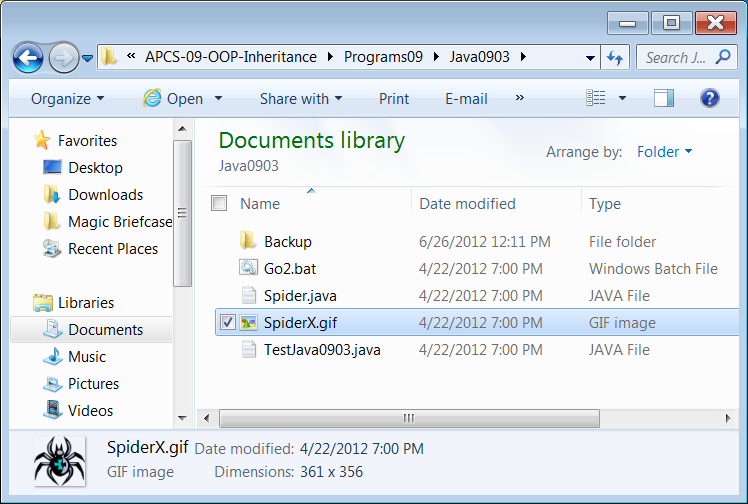 « APCS-09-OOP-Inheritance Programs09 Java0903 Search J...
Organize Open Share with Print E-mail »
Favorites
Desktop
Downloads
Magic Briefcase
Recent Places
Libraries
Documents
Music
Pictures
Videos
Documents library
Java0903
Arrange by: Folder
Name Date modified Type
Backup 6/26/2012 12:11 PM File folder
Go2.bat 4/22/2012 7:00 PM Windows Batch File
Spider.java 4/22/2012 7:00 PM JAVA File
SpiderX.gif 4/22/2012 7:00 PM GIF image
TestJava0903.java 4/22/2012 7:00 PM JAVA File
SpiderX.gif Date modified: 4/22/2012 7:00 PM
GIF image Dimensions: 361 x 356